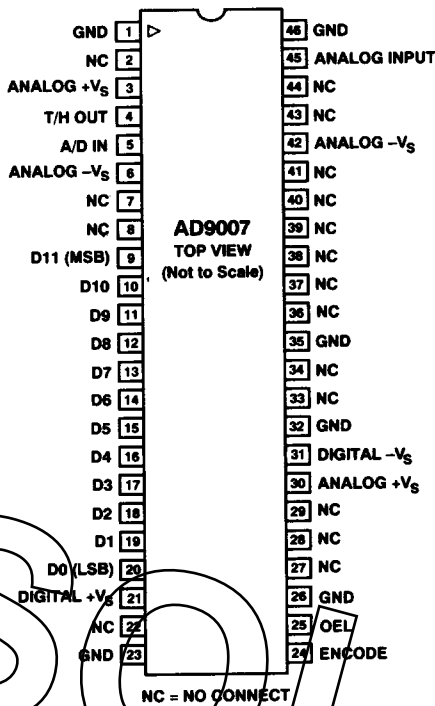 GND 1 46 GND
NC 2 45 ANALOG INPUT
ANALOG +VS 3 44 NC
T/H OUT 4 43 NC
A/D IN 5 42 ANALOG –VS
ANALOG –VS 6 41 NC
NC 7 40 NC
NC 8 39 NC
AD9007
TOP VIEW
(Not to Scale)
D11 (MSB) 9 38 NC
D10 10 37 NC
D9 11 36 NC
D8 12 35 GND
D7 13 34 NC
D6 14 33 NC
D5 15 32 GND
D4 16 31 DIGITAL –VS
D3 17 30 ANALOG +VS
D2 18 29 NC
D1 19 28 NC
D0 (LSB) 20 27 NC
DIGITAL +VS 21 26 GND
NC 22 25 OEL
GND 23 24 ENCODE
NC = NO CONNECT